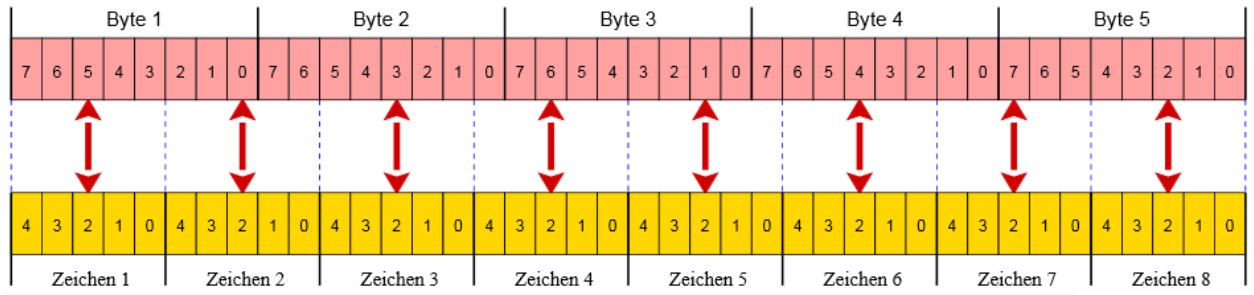 Byte 1 Byte 2 Byte 3 Byte 4 Byte 5
7 6 5 4 3 2 1 0 7 6 5 4 3 2 1 0 7 6 5 4 3 2 1 0 7 6 5 4 3 2 1 0 7 6 5 4 3 2 1 0
4 3 2 1 0 4 3 2 1 0 4 3 2 1 0 4 3 2 1 0 4 3 2 1 0 4 3 2 1 0 4 3 2 1 0 4 3 2 1 0
Zeichen 1 Zeichen 2 Zeichen 3 Zeichen 4 Zeichen 5 Zeichen 6 Zeichen 7 Zeichen 8